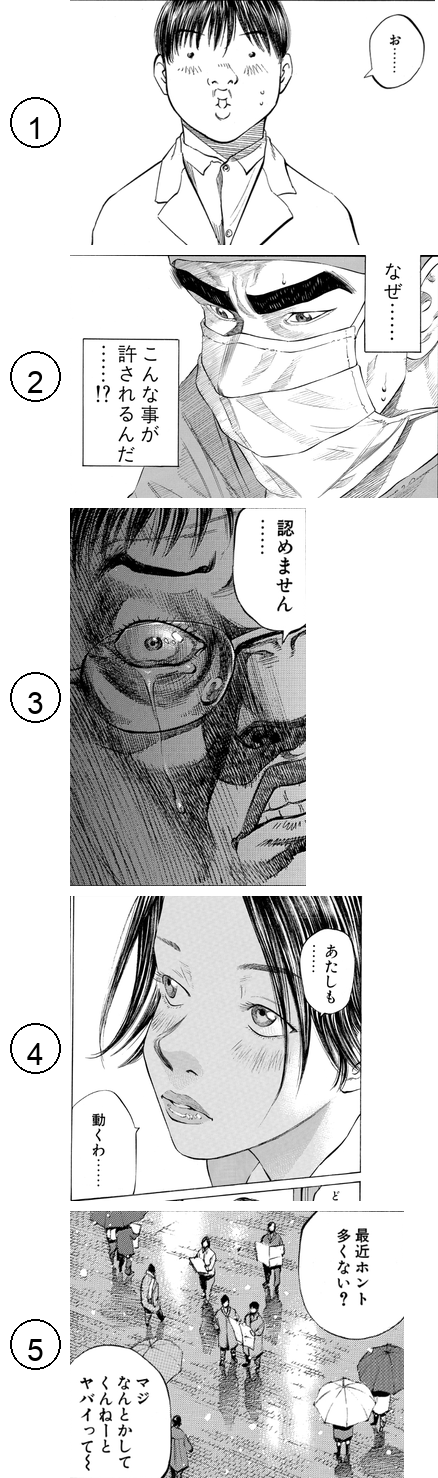 1
お……
2
なぜ……
こんな事が
許されるんだ
……!?
3
認めません
……
4
あたしも
……
動くわ……
ど
5
最近ホント
多くない？
マジ
なんとかして
くんねーと
ヤバイって〜